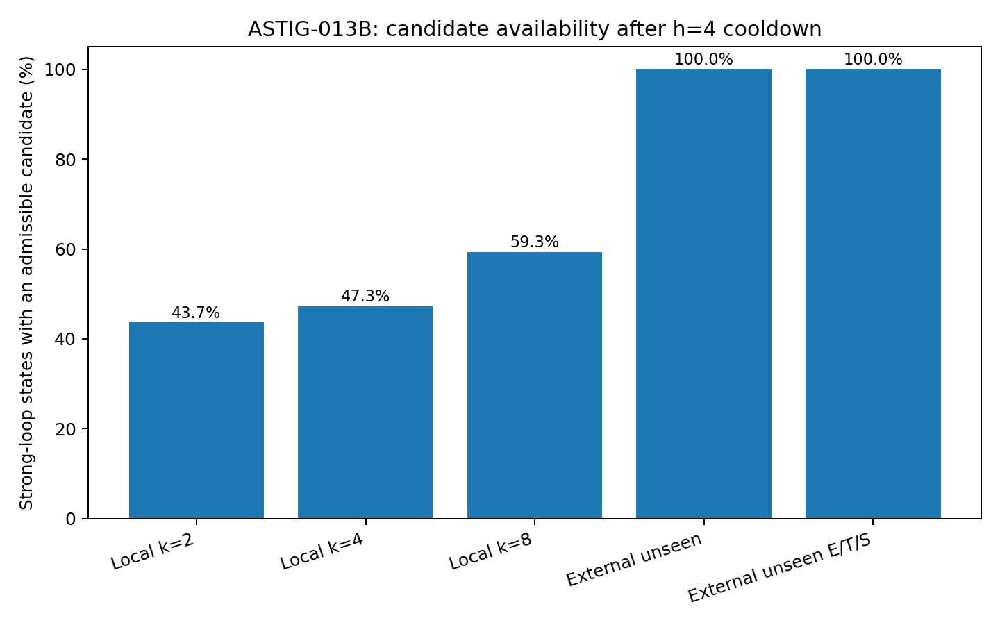 ASTIG-013B: candidate availability after h=4 cooldown
Strong-loop states with an admissible candidate (%)
100
80
60
40
20
0
43.7%
47.3%
59.3%
100.0%
100.0%
Local k=2
Local k=4
Local k=8
External unseen
External unseen E/T/S